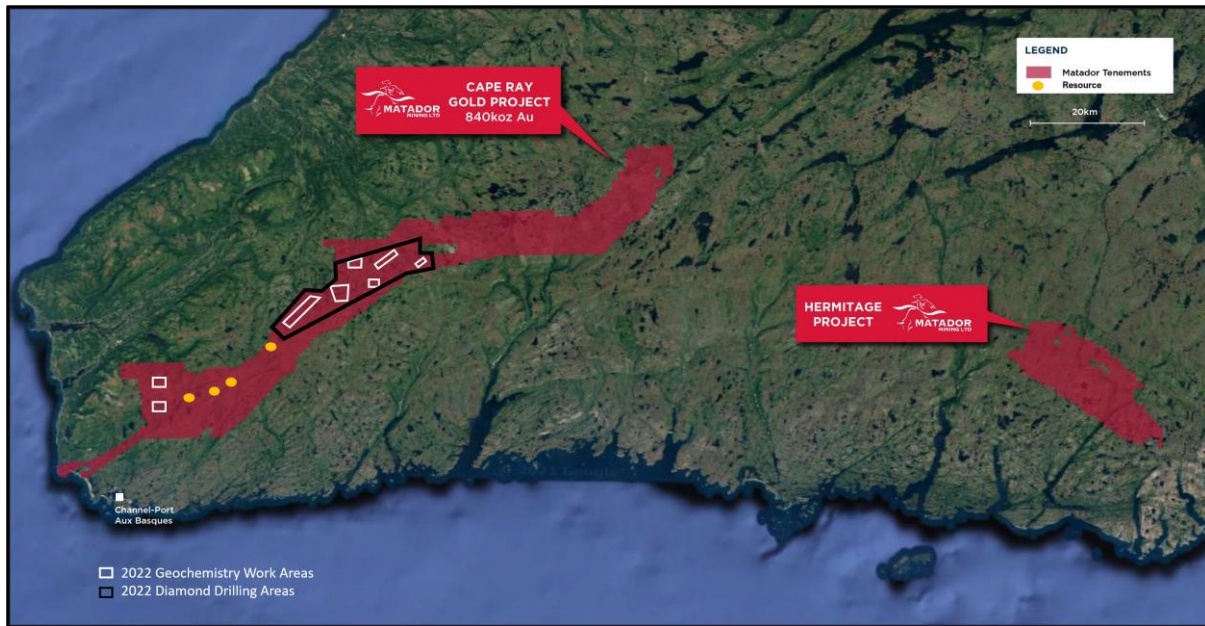 LEGEND
Matador Tenements
Resource
20km
MATADOR
MINING LTD
CAPE RAY
GOLD PROJECT
840koz Au
HERMITAGE
PROJECT
MATADOR
MINING LTD
Channel-Port
Aux Basques
2022 Geochemistry Work Areas
2022 Diamond Drilling Areas